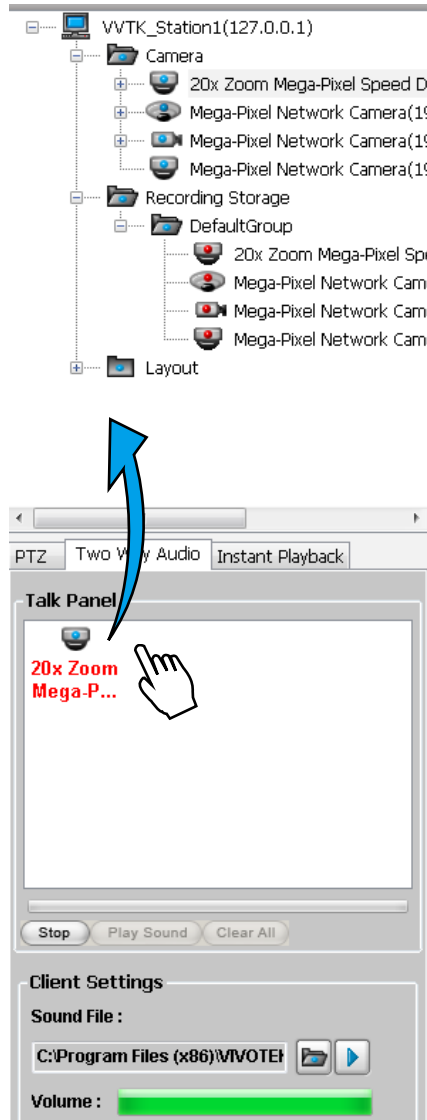 VVTK_Station1(127.0.0.1)
Camera
20x Zoom Mega-Pixel Speed D
Mega-Pixel Network Camera(19
Mega-Pixel Network Camera(19
Mega-Pixel Network Camera(19
Recording Storage
DefaultGroup
20x Zoom Mega-Pixel Spe
Mega-Pixel Network Cam
Mega-Pixel Network Cam
Mega-Pixel Network Cam
Layout
PTZ Two Way Audio Instant Playback
Talk Panel
20x Zoom
Mega-P...
Stop Play Sound Clear All
Client Settings
Sound File :
C:\Program Files (x86)\VIVOTEK
Volume :